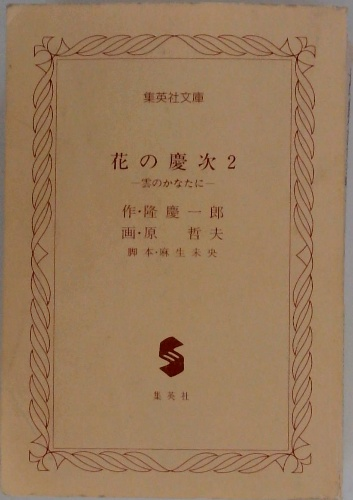 集英社文庫
花の慶次 2
―雲のかなたに―
作・隆慶一郎
画・原 哲夫
脚本・麻生未央
集英社